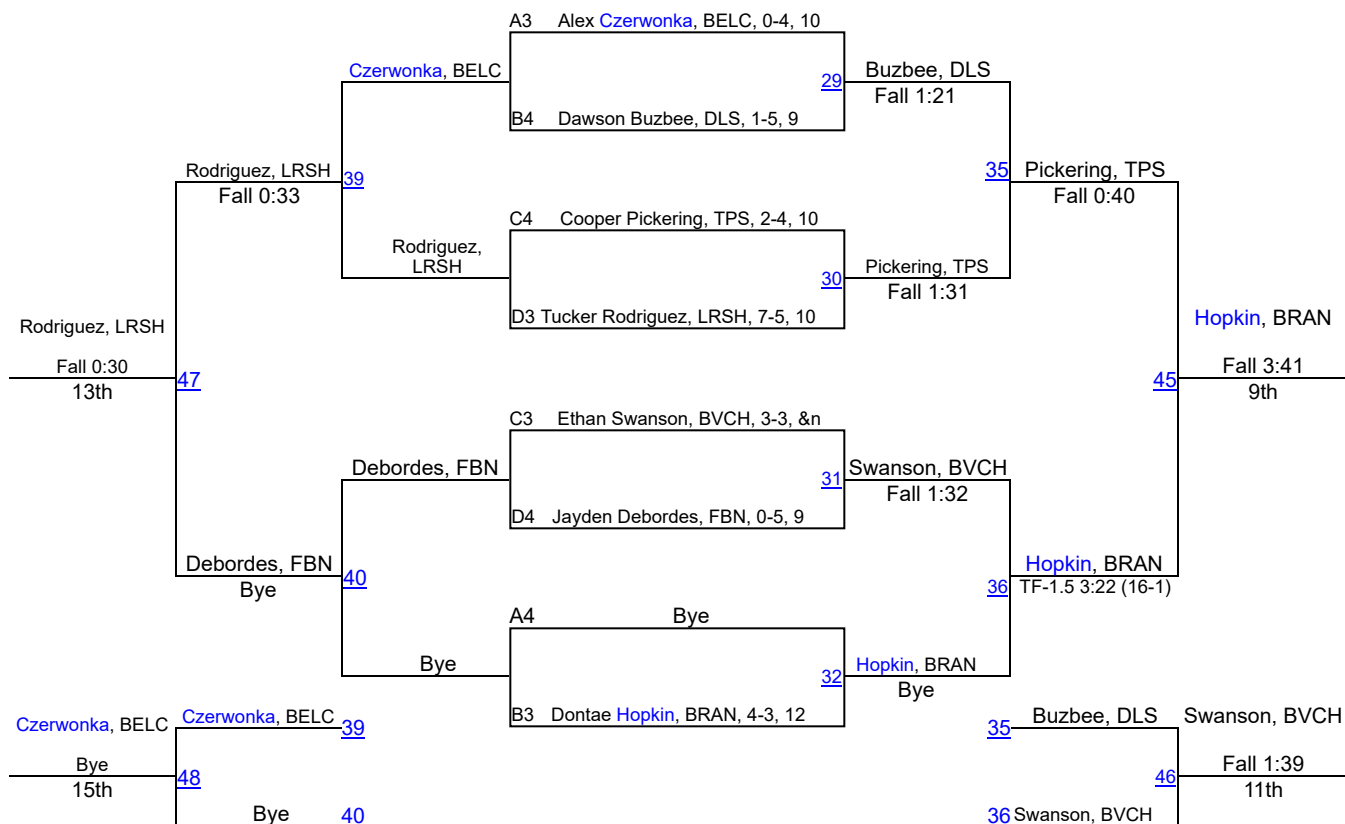 A3 Alex Czerwonka, BELC, 0-4, 10
Czerwonka, BELC
29
Buzbee, DLS
Fall 1:21
B4 Dawson Buzbee, DLS, 1-5, 9
Rodriguez, LRSH
Fall 0:33
39
35
Pickering, TPS
Fall 0:40
C4 Cooper Pickering, TPS, 2-4, 10
Rodriguez,
LRSH
30
Pickering, TPS
Fall 1:31
D3 Tucker Rodriguez, LRSH, 7-5, 10
Rodriguez, LRSH
Fall 0:30
13th
47
Hopkin, BRAN
45
Fall 3:41
9th
C3 Ethan Swanson, BVCH, 3-3, &n
Debordes, FBN
31
Swanson, BVCH
Fall 1:32
D4 Jayden Debordes, FBN, 0-5, 9
Debordes, FBN
Bye
40
36
Hopkin, BRAN
TF-1.5 3:22 (16-1)
A4 Bye
Bye
32
Hopkin, BRAN
Bye
B3 Dontae Hopkin, BRAN, 4-3, 12
Czerwonka, BELC
Czerwonka, BELC
39
35
Buzbee, DLS
Swanson, BVCH
Bye
15th
48
46
Fall 1:39
11th
Bye
40
36
Swanson, BVCH